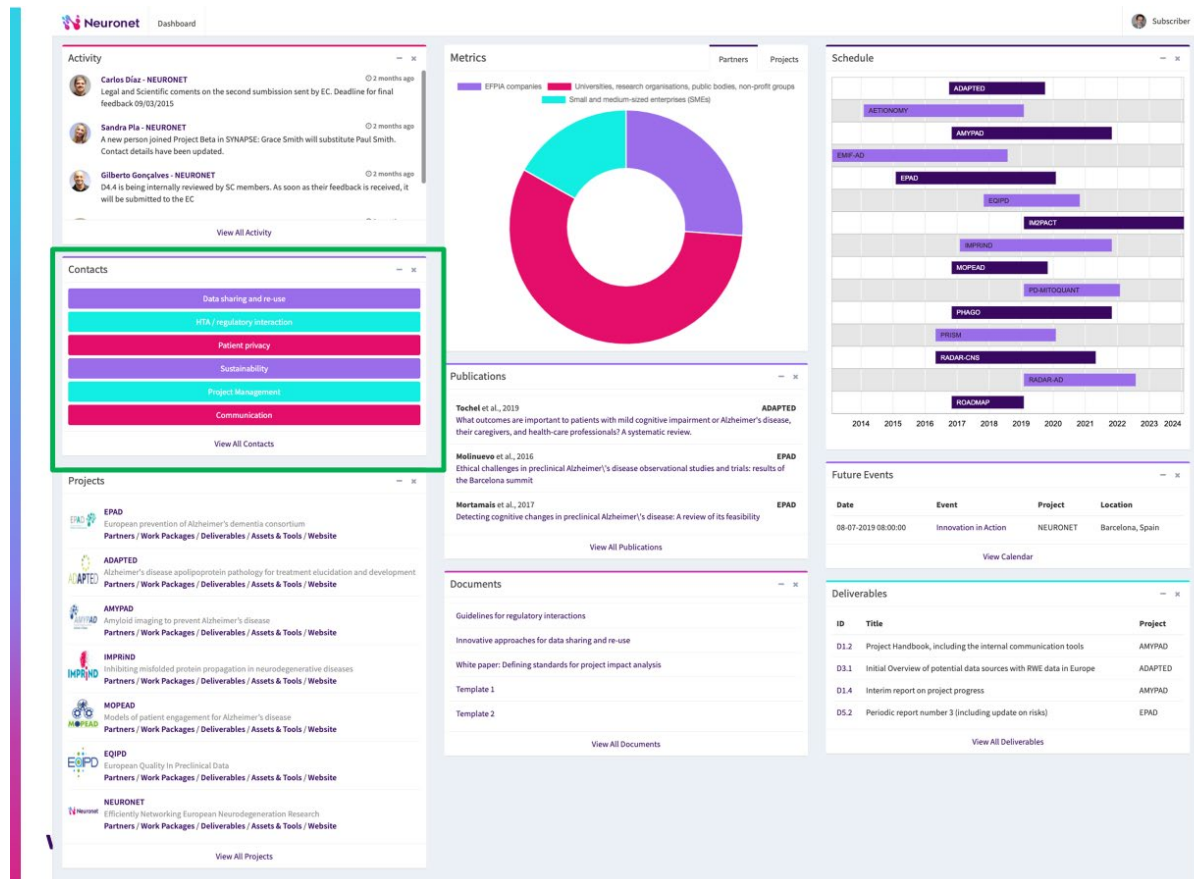 Neuronet
Dashboard
Subscriber
Activity
Carlos Díaz - NEURONET
2 months ago
Legal and Scientific coments on the second sumbission sent by EC. Deadline for final
feedback 09/03/2015
Sandra Pla - NEURONET
2 months ago
A new person joined Project Beta in SYNAPSE: Grace Smith will substitute Paul Smith.
Contact details have been updated.
Gilberto Gonçalves - NEURONET
2 months ago
D4.4 is being internally reviewed by SC members. As soon as their feedback is received, it
will be submitted to the EC
View All Activity
Contacts
Data sharing and re-use
HTA / regulatory interaction
Patient privacy
Sustainability
Project Management
Communication
View All Contacts
Projects
EPAD
EPAD
European prevention of Alzheimer's dementia consortium
Partners / Work Packages / Deliverables / Assets & Tools / Website
ADAPTED
ADAPTED
Alzheimer's disease apolipoprotein pathology for treatment elucidation and development
Partners / Work Packages / Deliverables / Assets & Tools / Website
AMYPAD
AMYPAD
Amyloid imaging to prevent Alzheimer's disease
Partners / Work Packages / Deliverables / Assets & Tools / Website
IMPRiND
IMPRiND
Inhibiting misfolded protein propagation in neurodegenerative diseases
Partners / Work Packages / Deliverables / Assets & Tools / Website
MOPEAD
MOPEAD
Models of patient engagement for Alzheimer's disease
Partners / Work Packages / Deliverables / Assets & Tools / Website
EQIPD
EQIPD
European Quality In Preclinical Data
Partners / Work Packages / Deliverables / Assets & Tools / Website
Neuronet
NEURONET
Efficiently Networking European Neurodegeneration Research
Partners / Work Packages / Deliverables / Assets & Tools / Website
View All Projects
Metrics
Partners
Projects
EFPIA companies
Universities, research organisations, public bodies, non-profit groups
Small and medium-sized enterprises (SMEs)
Publications
Tochel et al., 2019
ADAPTED
What outcomes are important to patients with mild cognitive impairment or Alzheimer's disease,
their caregivers, and health-care professionals? A systematic review.
Molinuevo et al., 2016
EPAD
Ethical challenges in preclinical Alzheimer\'s disease observational studies and trials: results of
the Barcelona summit
Mortamais et al., 2017
EPAD
Detecting cognitive changes in preclinical Alzheimer\'s disease: A review of its feasibility
View All Publications
Documents
Guidelines for regulatory interactions
Innovative approaches for data sharing and re-use
White paper: Defining standards for project impact analysis
Template 1
Template 2
View All Documents
Schedule
ADAPTED
AETIONOMY
AMYPAD
EMIF-AD
EPAD
EQIPD
IM2PACT
IMPRIND
MOPEAD
PD-MITOQUANT
PHAGO
PRISM
RADAR-CNS
RADAR-AD
ROADMAP
2014 2015 2016 2017 2018 2019 2020 2021 2022 2023 2024
Future Events
Date Event Project Location
08-07-2019 08:00:00 Innovation in Action NEURONET Barcelona, Spain
View Calendar
Deliverables
ID Title Project
D1.2 Project Handbook, including the internal communication tools AMYPAD
D3.1 Initial Overview of potential data sources with RWE data in Europe ADAPTED
D1.4 Interim report on project progress AMYPAD
D5.2 Periodic report number 3 (including update on risks) EPAD
View All Deliverables